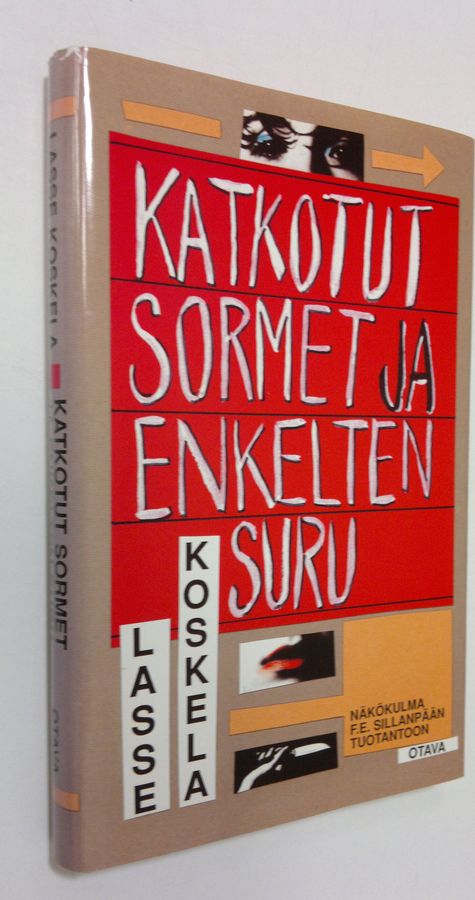 KATKOTUT
SORMET JA
ENKELTEN
SURU
LASSE
KOSKELA
NÄKÖKULMA
F.E. SILLANPÄÄN
TUOTANTOON
OTAVA
LASSE KOSKELA KATKOTUT SORMET
OTAVA